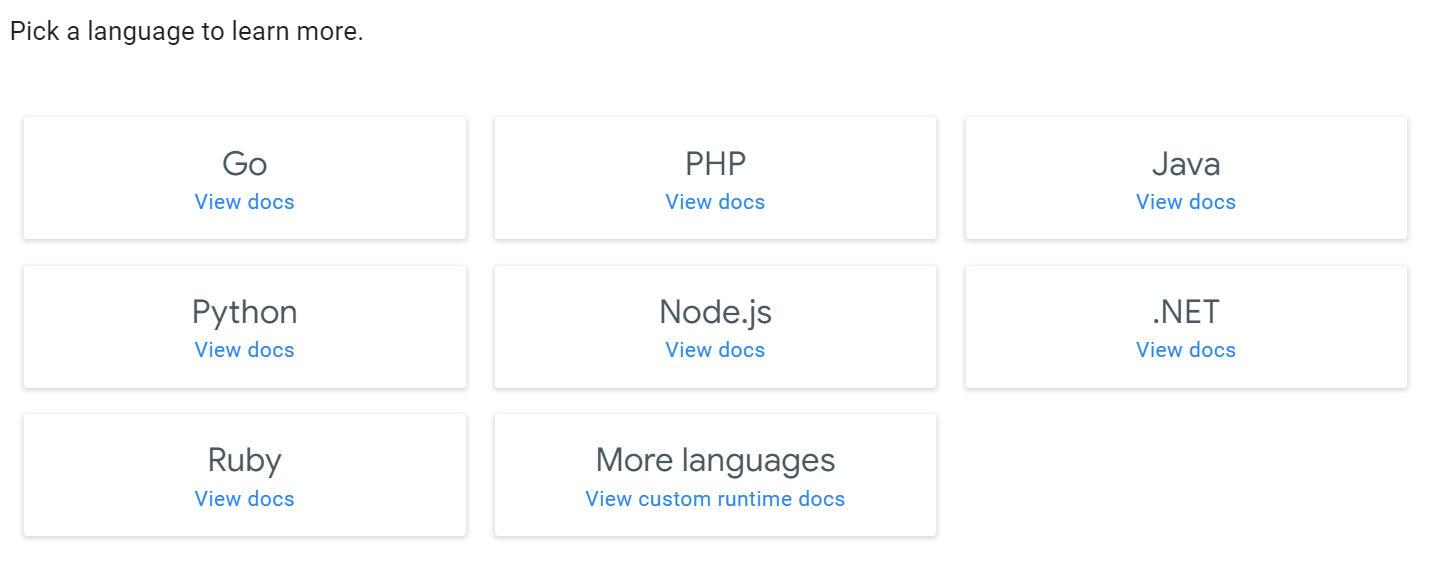 Pick a language to learn more.
Go
View docs
PHP
View docs
Java
View docs
Python
View docs
Node.js
View docs
.NET
View docs
Ruby
View docs
More languages
View custom runtime docs